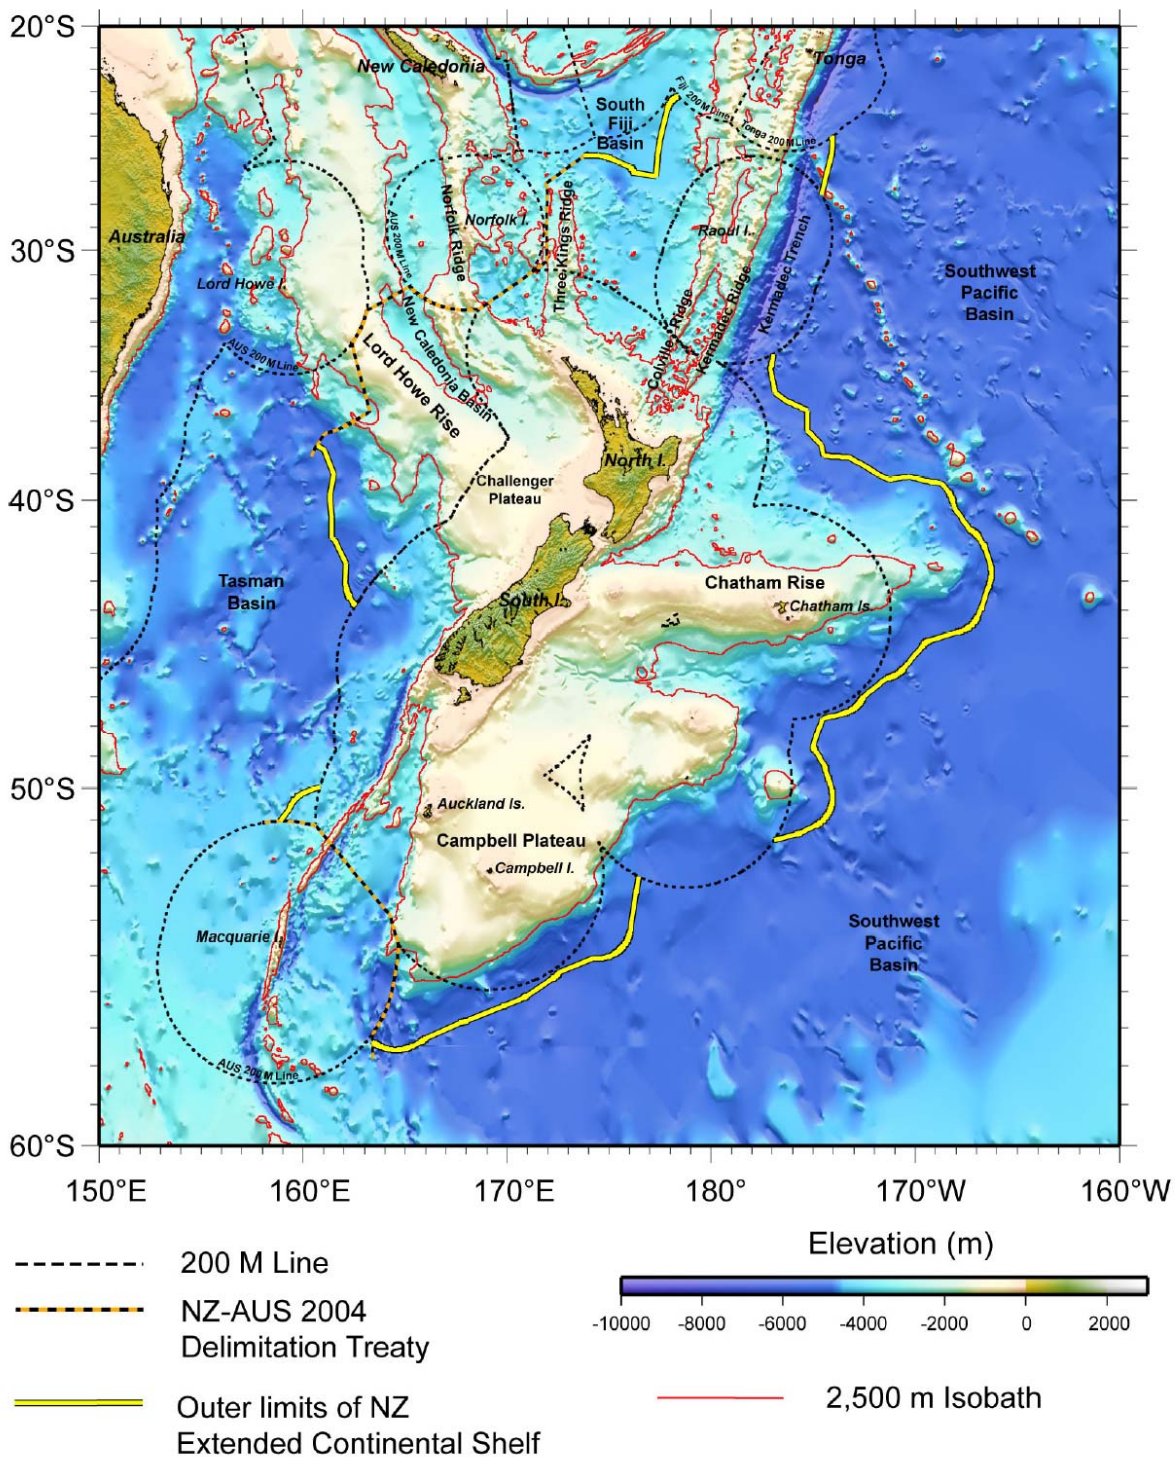 20°S
New Caledonia
Tonga
South
Fiji
Basin
Fiji 200 M Line
Tonga 200 M Line
Australia
Norfolk Ridge
Norfolk I.
Three Kings Ridge
AUS 200 M Line
Raoul I.
Kermadec Trench
30°S
Lord Howe I.
Southwest
Pacific
Basin
AUS 200 M Line
New Caledonia Basin
Lord Howe Rise
Colville Ridge
Kermadec Ridge
North I.
Challenger
Plateau
40°S
Tasman
Basin
South I.
Chatham Rise
Chatham Is.
50°S
Auckland Is.
Campbell Plateau
Campbell I.
Macquarie I.
Southwest
Pacific
Basin
AUS 200 M Line
60°S
150°E
160°E
170°E
180°
170°W
160°W
200 M Line
NZ-AUS 2004
Delimitation Treaty
Outer limits of NZ
Extended Continental Shelf
Elevation (m)
-10000 -8000 -6000 -4000 -2000 0 2000
2,500 m Isobath